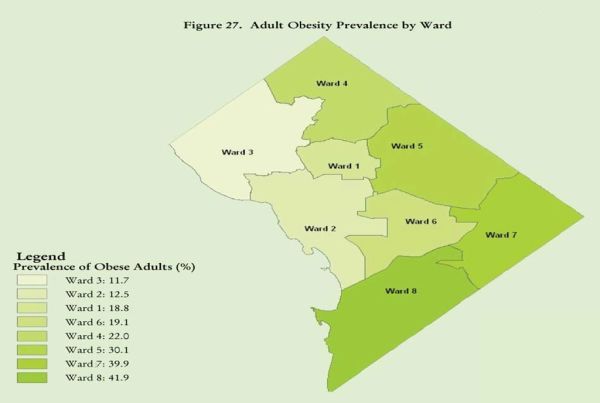 Figure 27. Adult Obesity Prevalence by Ward
Ward 4
Ward 5
Ward 3
Ward 1
Ward 6
Ward 2
Ward 7
Ward 8
Legend
Prevalence of Obese Adults (%)
Ward 3: 11.7
Ward 2: 12.5
Ward 1: 18.8
Ward 6: 19.1
Ward 4: 22.0
Ward 5: 30.1
Ward 7: 39.9
Ward 8: 41.9